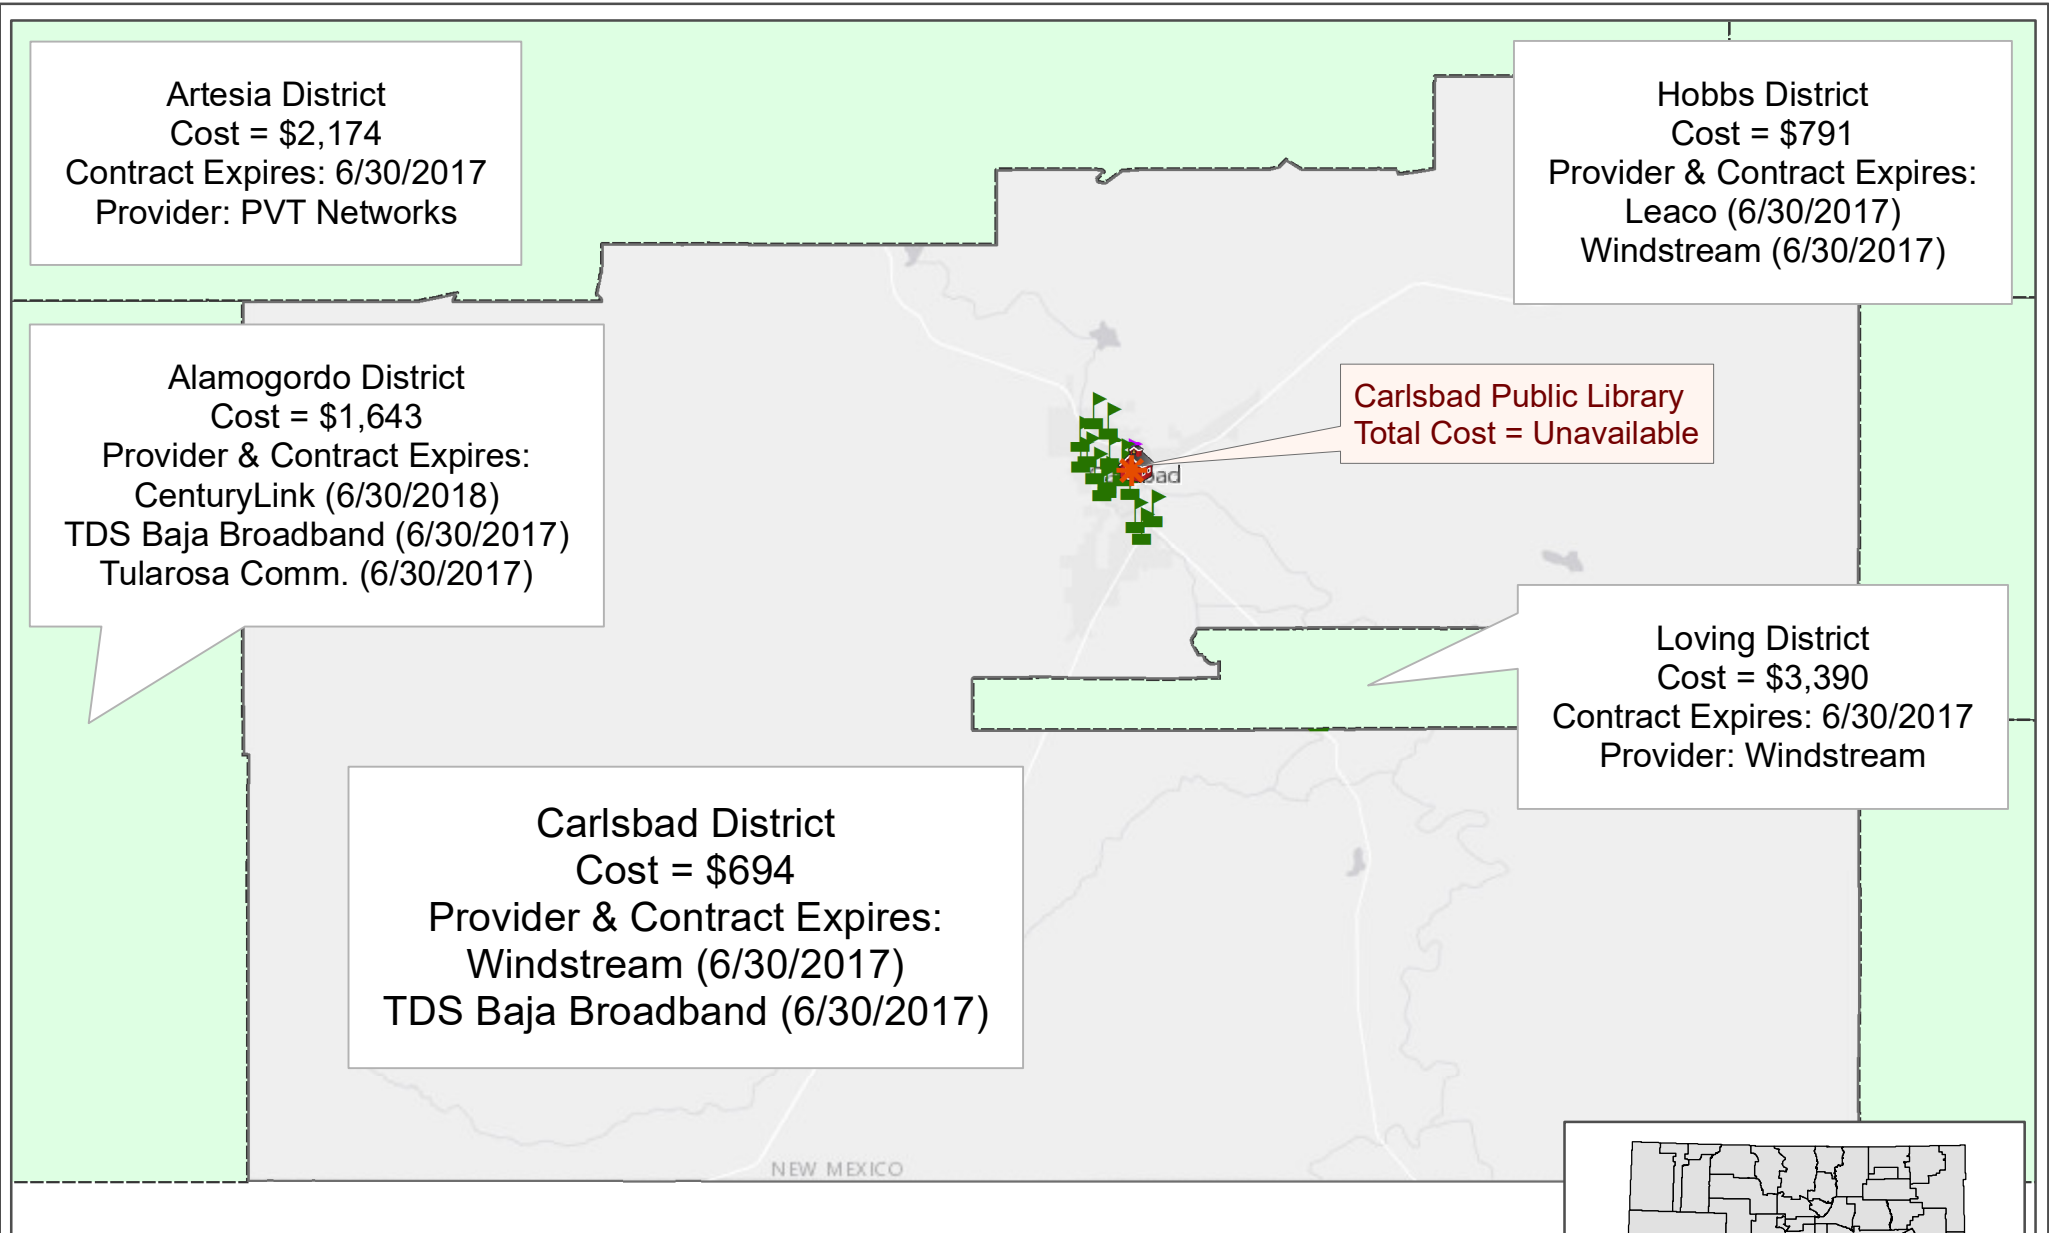 Artesia District
Cost = $2,174
Contract Expires: 6/30/2017
Provider: PVT Networks
Hobbs District
Cost = $791
Provider & Contract Expires:
Leaco (6/30/2017)
Windstream (6/30/2017)
Alamogordo District
Cost = $1,643
Provider & Contract Expires:
CenturyLink (6/30/2018)
TDS Baja Broadband (6/30/2017)
Tularosa Comm. (6/30/2017)
Carlsbad Public Library
Total Cost = Unavailable
Loving District
Cost = $3,390
Contract Expires: 6/30/2017
Provider: Windstream
Carlsbad District
Cost = $694
Provider & Contract Expires:
Windstream (6/30/2017)
TDS Baja Broadband (6/30/2017)
NEW MEXICO